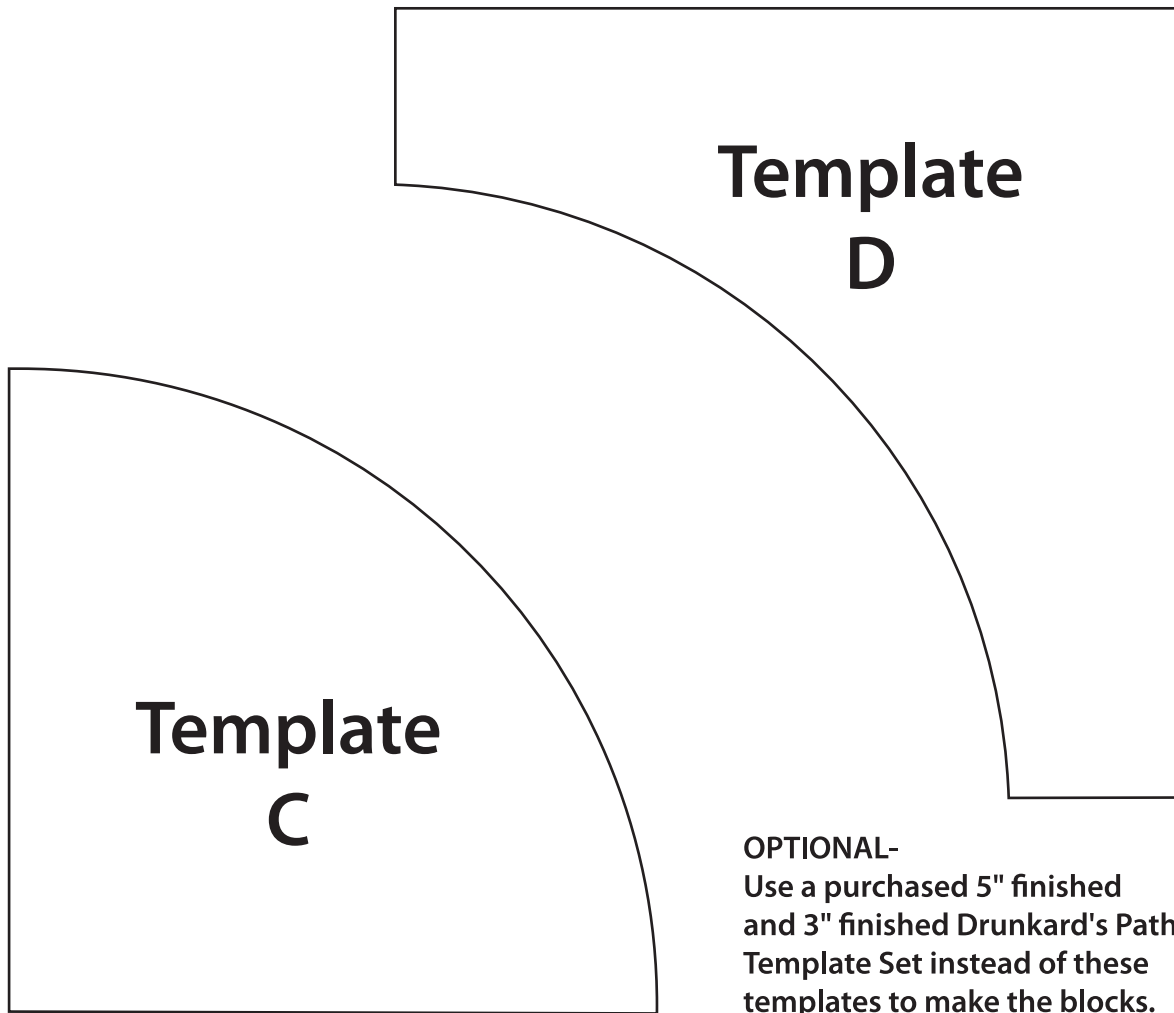 Template
D
Template
C
OPTIONAL-
Use a purchased 5" finished
and 3" finished Drunkard's Path
Template Set instead of these
templates to make the blocks.